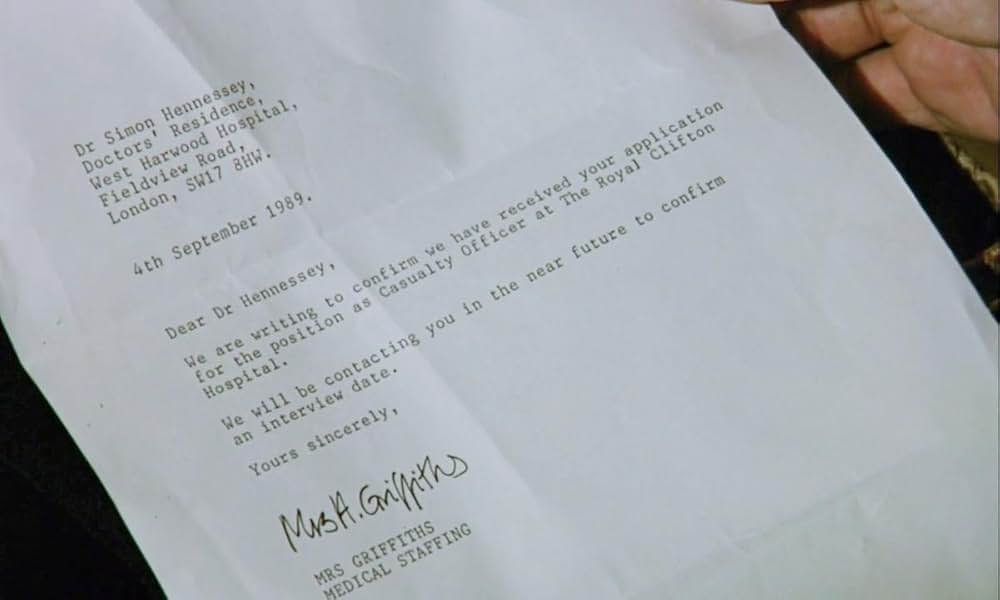 Dr Simon Hennessey,
Doctors' Residence,
West Harwood Hospital,
Fieldview Road,
London, SW17 8HW.
4th September 1989.
Dear Dr Hennessey,
We are writing to confirm we have received your application
for the position as Casualty Officer at The Royal Clifton
Hospital.
We will be contacting you in the near future to confirm
an interview date.
Yours sincerely,
Mrs A. Griffiths
MRS GRIFFITHS
MEDICAL STAFFING